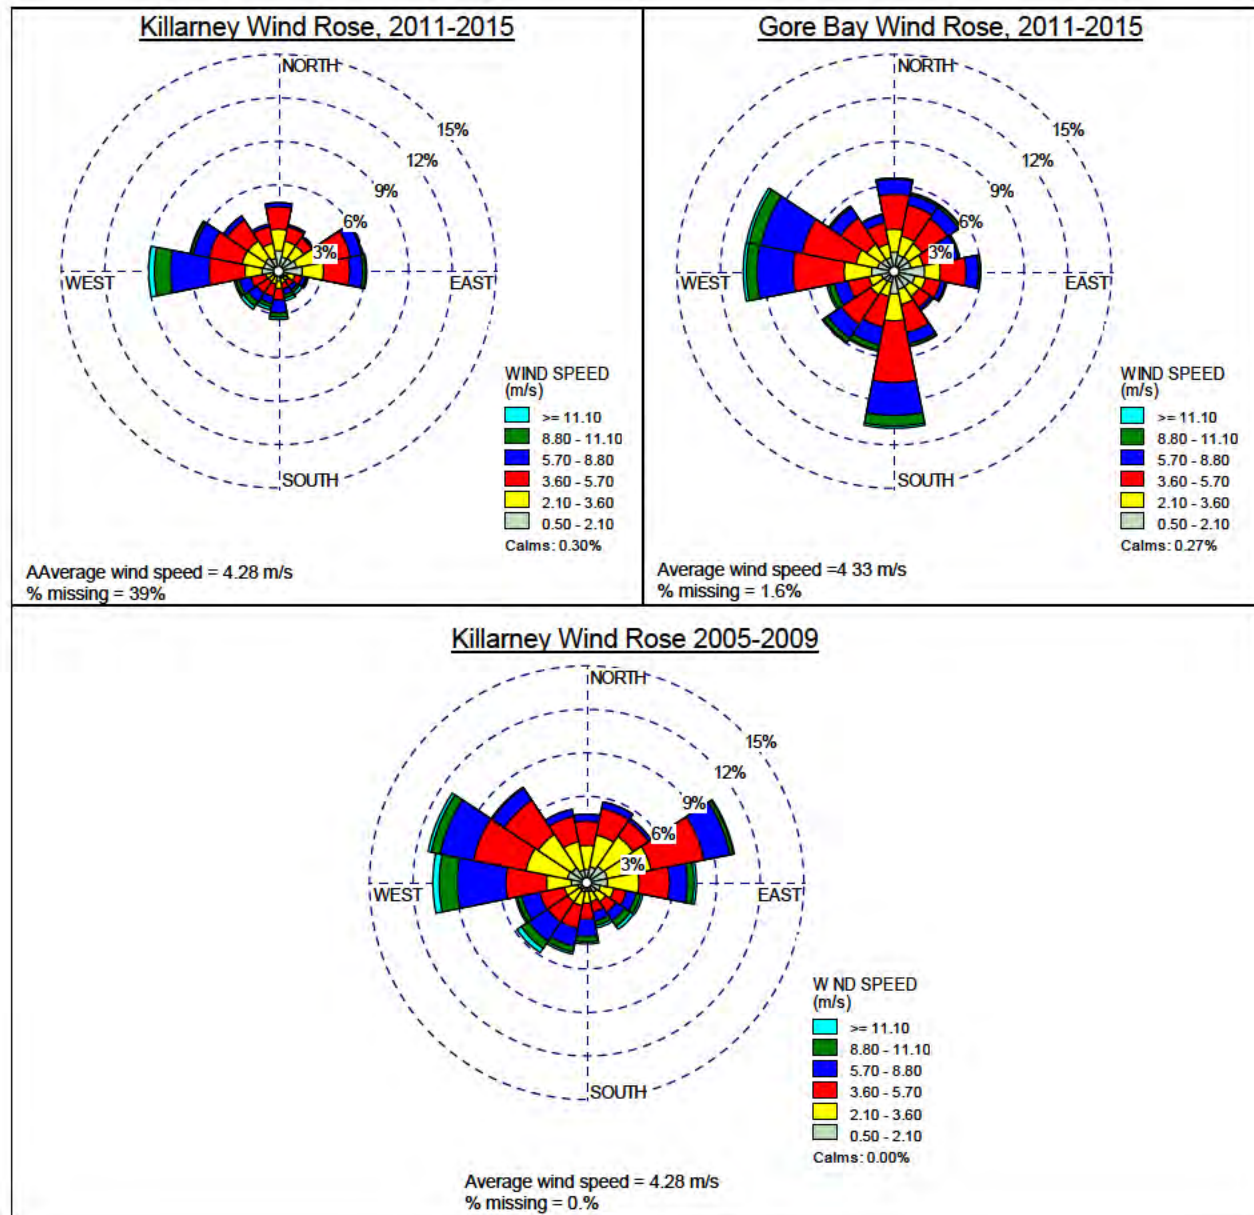 Killarney Wind Rose, 2011-2015
NORTH
15%
12%
9%
6%
3%
WEST
EAST
SOUTH
WIND SPEED
(m/s)
>= 11.10
8.80 - 11.10
5.70 - 8.80
3.60 - 5.70
2.10 - 3.60
0.50 - 2.10
Calms: 0.30%
AAverage wind speed = 4.28 m/s
% missing = 39%
Gore Bay Wind Rose, 2011-2015
NORTH
15%
12%
9%
6%
3%
WEST
EAST
SOUTH
WIND SPEED
(m/s)
>= 11.10
8.80 - 11.10
5.70 - 8.80
3.60 - 5.70
2.10 - 3.60
0.50 - 2.10
Calms: 0.27%
Average wind speed =4 33 m/s
% missing = 1.6%
Killarney Wind Rose 2005-2009
NORTH
15%
12%
9%
6%
3%
WEST
EAST
SOUTH
W ND SPEED
(m/s)
>= 11.10
8.80 - 11.10
5.70 - 8.80
3.60 - 5.70
2.10 - 3.60
0.50 - 2.10
Calms: 0.00%
Average wind speed = 4.28 m/s
% missing = 0.%